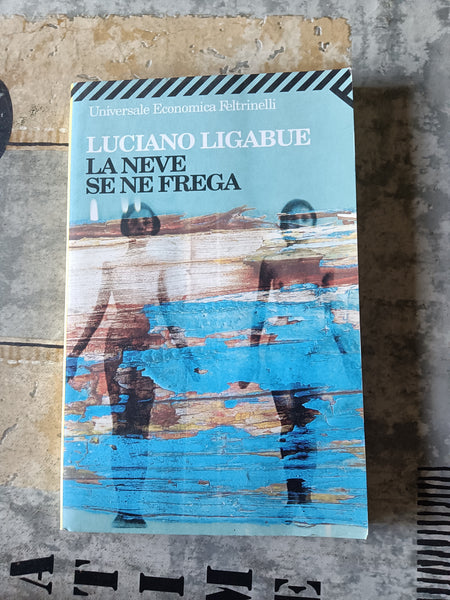 Universale Economica Feltrinelli
LUCIANO LIGABUE
LA NEVE
SE NE FREGA
A T I M E